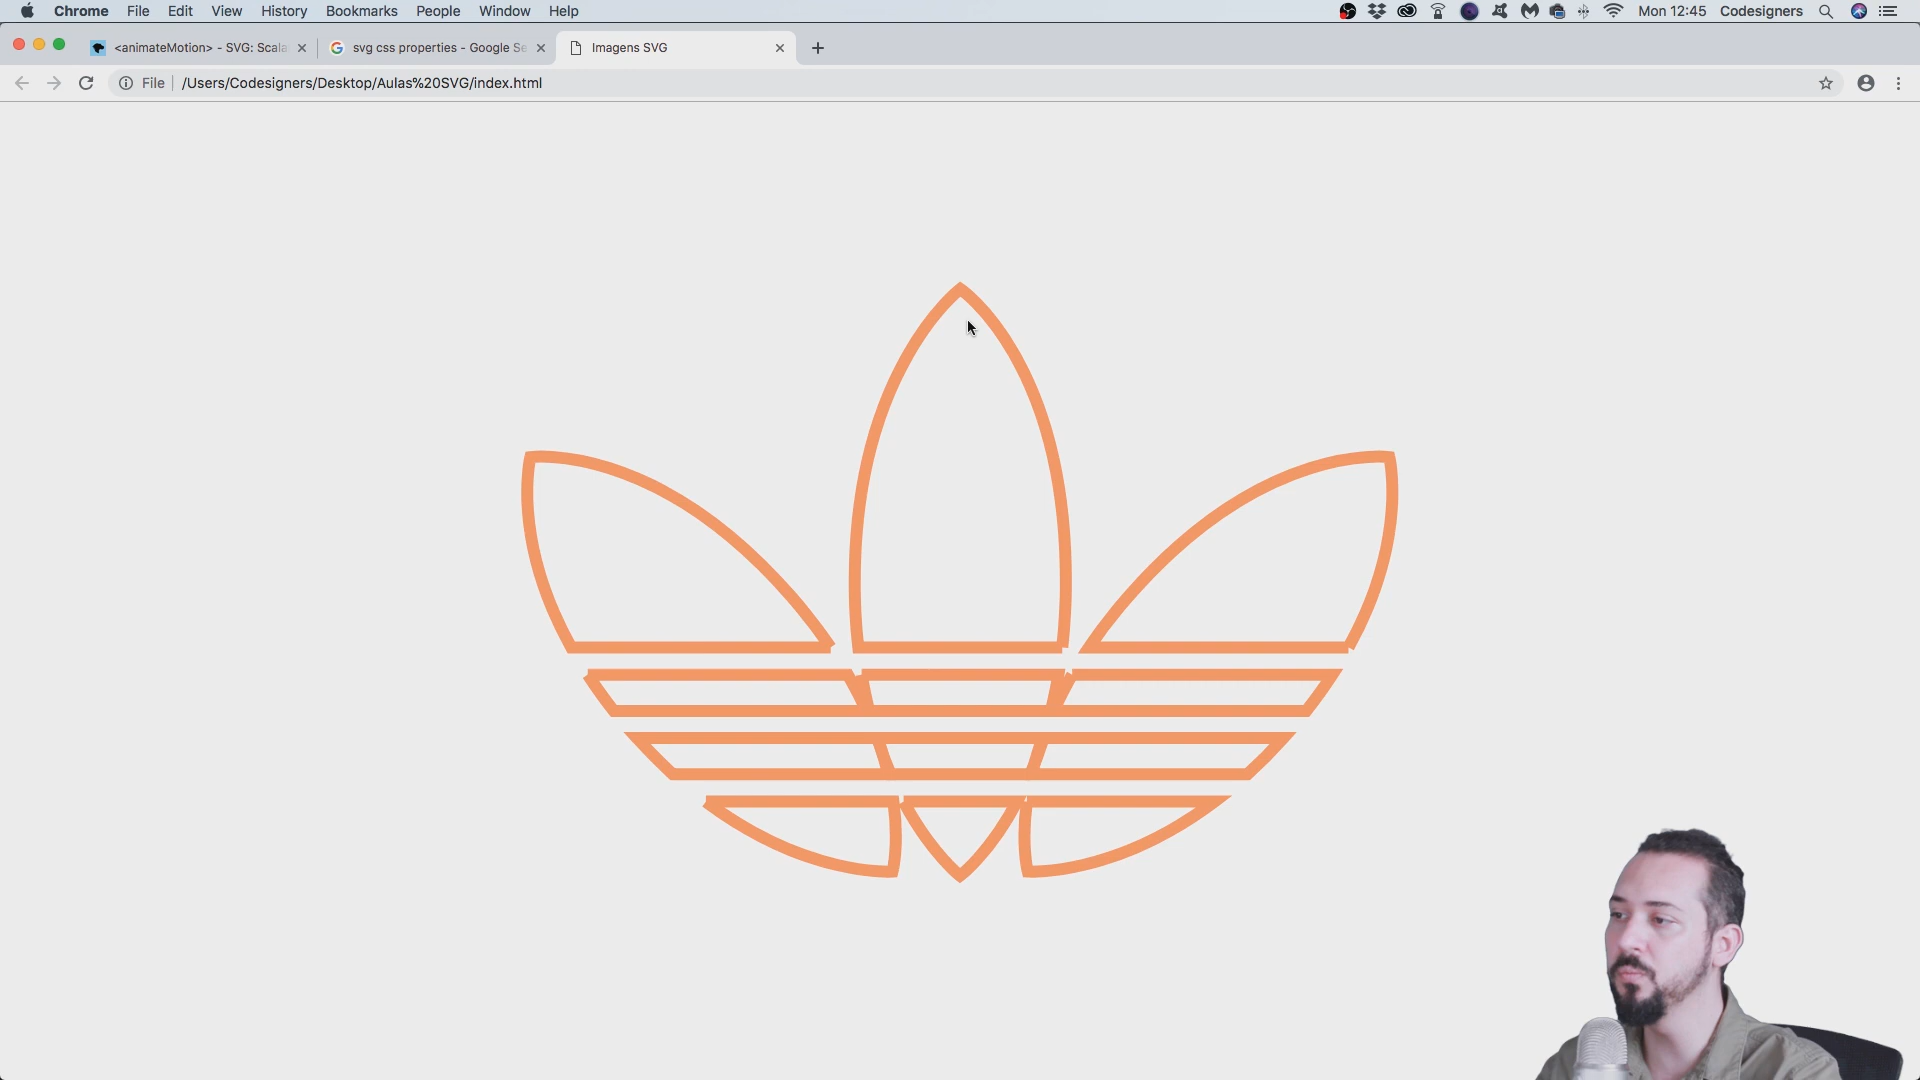 Chrome File Edit View History Bookmarks People Window Help Mon 12:45 Codesigners
<animateMotion> - SVG: Scala svg css properties - Google Se Imagens SVG
File /Users/Codesigners/Desktop/Aulas%20SVG/index.html